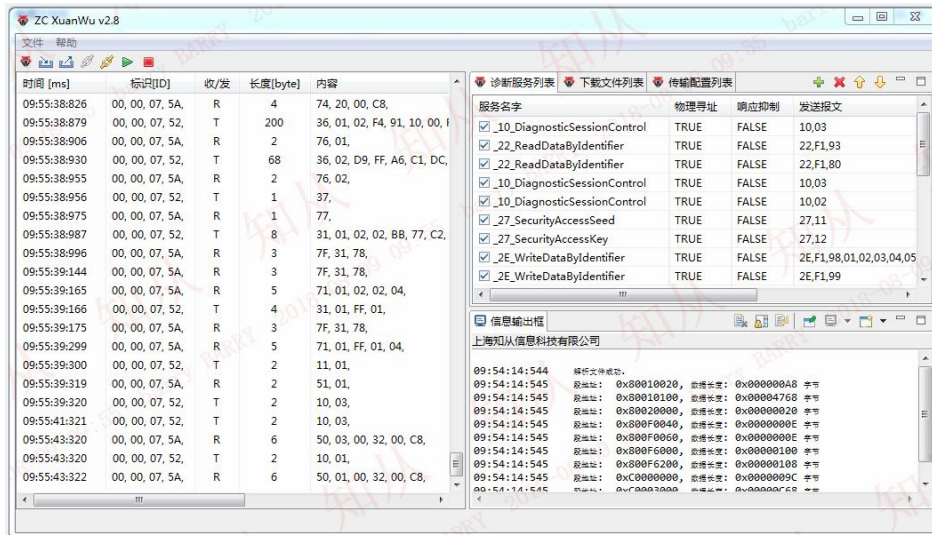 ZC XuanWu v2.8
文件 帮助
时间 [ms] 标识[ID] 收/发 长度[byte] 内容
09:55:38:826 00, 00, 07, 5A, R 4 74, 20, 00, C8,
09:55:38:879 00, 00, 07, 52, T 200 36, 01, 02, F4, 91, 10, 00,
09:55:38:906 00, 00, 07, 5A, R 2 76, 01,
09:55:38:930 00, 00, 07, 52, T 68 36, 02, D9, FF, A6, C1, DC,
09:55:38:955 00, 00, 07, 5A, R 2 76, 02,
09:55:38:956 00, 00, 07, 52, T 1 37,
09:55:38:975 00, 00, 07, 5A, R 1 77,
09:55:38:987 00, 00, 07, 52, T 8 31, 01, 02, 02, BB, 77, C2,
09:55:38:996 00, 00, 07, 5A, R 3 7F, 31, 78,
09:55:39:144 00, 00, 07, 5A, R 3 7F, 31, 78,
09:55:39:165 00, 00, 07, 5A, R 5 71, 01, 02, 02, 04,
09:55:39:166 00, 00, 07, 52, T 4 31, 01, FF, 01,
09:55:39:175 00, 00, 07, 5A, R 3 7F, 31, 78,
09:55:39:299 00, 00, 07, 5A, R 5 71, 01, FF, 01, 04,
09:55:39:300 00, 00, 07, 52, T 2 11, 01,
09:55:39:319 00, 00, 07, 5A, R 2 51, 01,
09:55:39:320 00, 00, 07, 52, T 2 10, 03,
09:55:41:321 00, 00, 07, 52, T 2 10, 03,
09:55:43:320 00, 00, 07, 5A, R 6 50, 03, 00, 32, 00, C8,
09:55:43:320 00, 00, 07, 52, T 2 10, 01,
09:55:43:322 00, 00, 07, 5A, R 6 50, 01, 00, 32, 00, C8,
诊断服务列表 下载文件列表 传输配置列表
服务名字 物理寻址 响应抑制 发送报文
_10_DiagnosticSessionControl TRUE FALSE 10,03
_22_ReadDataByIdentifier TRUE FALSE 22,F1,93
_22_ReadDataByIdentifier TRUE FALSE 22,F1,80
_10_DiagnosticSessionControl TRUE FALSE 10,03
_10_DiagnosticSessionControl TRUE FALSE 10,02
_27_SecurityAccessSeed TRUE FALSE 27,11
_27_SecurityAccessKey TRUE FALSE 27,12
_2E_WriteDataByIdentifier TRUE FALSE 2E,F1,98,01,02,03,04,05
_2E_WriteDataByIdentifier TRUE FALSE 2E,F1,99
信息输出框
上海知从信息科技有限公司
09:54:14:544 解析文件成功.
09:54:14:545 段地址: 0x80010020, 数据长度: 0x000000A8 字节
09:54:14:545 段地址: 0x80010100, 数据长度: 0x00004768 字节
09:54:14:545 段地址: 0x80020000, 数据长度: 0x00000020 字节
09:54:14:545 段地址: 0x800F0040, 数据长度: 0x0000000E 字节
09:54:14:545 段地址: 0x800F0060, 数据长度: 0x0000000E 字节
09:54:14:545 段地址: 0x800F6000, 数据长度: 0x00000100 字节
09:54:14:545 段地址: 0x800F6200, 数据长度: 0x00000108 字节
09:54:14:545 段地址: 0xC0000000, 数据长度: 0x0000009C 字节
09:54:14:545 段地址: 0xC0003000, 数据长度: 0x00000C68 字节
知从